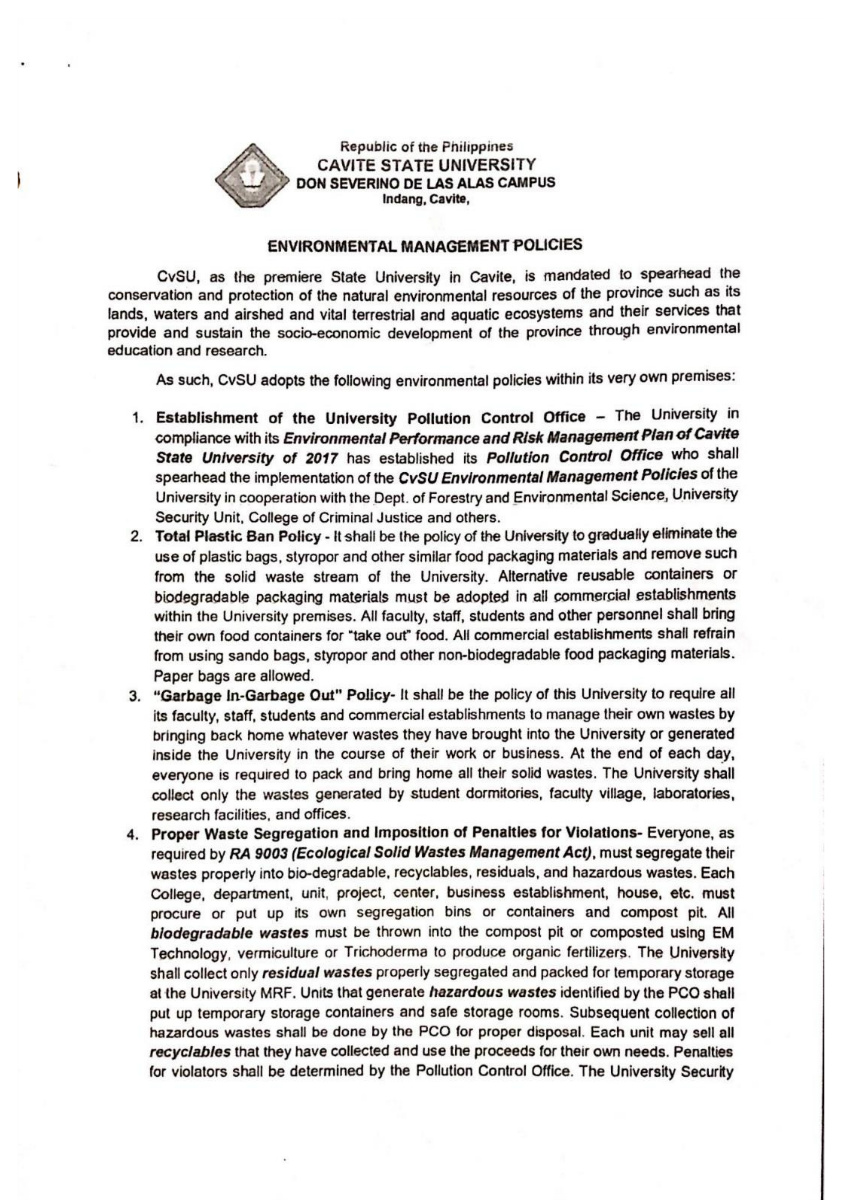 Republic of the Philippines
CAVITE STATE UNIVERSITY
DON SEVERINO DE LAS ALAS CAMPUS
Indang, Cavite,
ENVIRONMENTAL MANAGEMENT POLICIES
CvSU, as the premiere State University in Cavite, is mandated to spearhead the
conservation and protection of the natural environmental resources of the province such as its
lands, waters and airshed and vital terrestrial and aquatic ecosystems and their services that
provide and sustain the socio-economic development of the province through environmental
education and research.
As such, CvSU adopts the following environmental policies within its very own premises:
1. Establishment of the University Pollution Control Office – The University in
compliance with its Environmental Performance and Risk Management Plan of Cavite
State University of 2017 has established its Pollution Control Office who shall
spearhead the implementation of the CvSU Environmental Management Policies of the
University in cooperation with the Dept. of Forestry and Environmental Science, University
Security Unit, College of Criminal Justice and others.
2. Total Plastic Ban Policy - It shall be the policy of the University to gradually eliminate the
use of plastic bags, styropor and other similar food packaging materials and remove such
from the solid waste stream of the University. Alternative reusable containers or
biodegradable packaging materials must be adopted in all commercial establishments
within the University premises. All faculty, staff, students and other personnel shall bring
their own food containers for "take out" food. All commercial establishments shall refrain
from using sando bags, styropor and other non-biodegradable food packaging materials.
Paper bags are allowed.
3. "Garbage In-Garbage Out" Policy- It shall be the policy of this University to require all
its faculty, staff, students and commercial establishments to manage their own wastes by
bringing back home whatever wastes they have brought into the University or generated
inside the University in the course of their work or business. At the end of each day,
everyone is required to pack and bring home all their solid wastes. The University shall
collect only the wastes generated by student dormitories, faculty village, laboratories,
research facilities, and offices.
4. Proper Waste Segregation and Imposition of Penalties for Violations- Everyone, as
required by RA 9003 (Ecological Solid Wastes Management Act), must segregate their
wastes properly into bio-degradable, recyclables, residuals, and hazardous wastes. Each
College, department, unit, project, center, business establishment, house, etc. must
procure or put up its own segregation bins or containers and compost pit. All
biodegradable wastes must be thrown into the compost pit or composted using EM
Technology, vermiculture or Trichoderma to produce organic fertilizers. The University
shall collect only residual wastes properly segregated and packed for temporary storage
at the University MRF. Units that generate hazardous wastes identified by the PCO shall
put up temporary storage containers and safe storage rooms. Subsequent collection of
hazardous wastes shall be done by the PCO for proper disposal. Each unit may sell all
recyclables that they have collected and use the proceeds for their own needs. Penalties
for violators shall be determined by the Pollution Control Office. The University Security